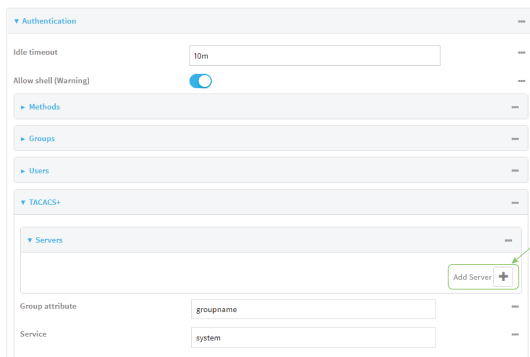 Authentication
Idle timeout
10m
Allow shell (Warning)
Methods
Groups
Users
TACACS+
Servers
Add Server
Group attribute
groupname
Service
system